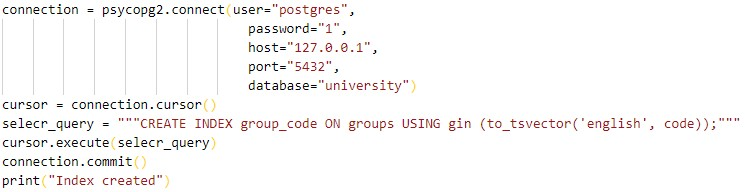 connection = psycopg2.connect(user="postgres",
password="1",
host="127.0.0.1",
port="5432",
database="university")
cursor = connection.cursor()
selecr_query = """CREATE INDEX group_code ON groups USING gin (to_tsvector('english', code));"""
cursor.execute(selecr_query)
connection.commit()
print("Index created")